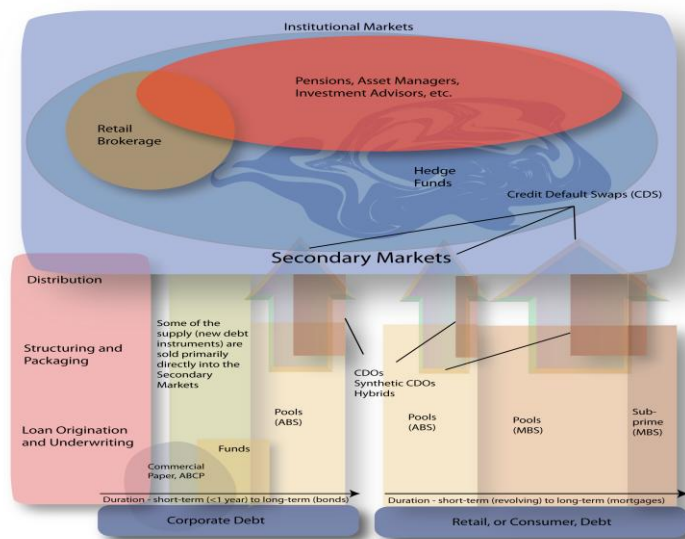 Institutional Markets
Pensions, Asset Managers,
Investment Advisors, etc.
Retail
Brokerage
Hedge
Funds
Credit Default Swaps (CDS)
Secondary Markets
Distribution
Structuring and
Packaging
Loan Origination
and Underwriting
Some of the
supply (new debt
instruments) are
sold primarily
directly into the
Secondary
Markets
CDOs
Synthetic CDOs
Hybrids
Pools
(ABS)
Pools
(ABS)
Pools
(MBS)
Sub-
prime
(MBS)
Funds
Commercial
Paper, ABCP
Duration - short-term (<1 year) to long-term (bonds)
Duration - short-term (revolving) to long-term (mortgages)
Corporate Debt
Retail, or Consumer, Debt